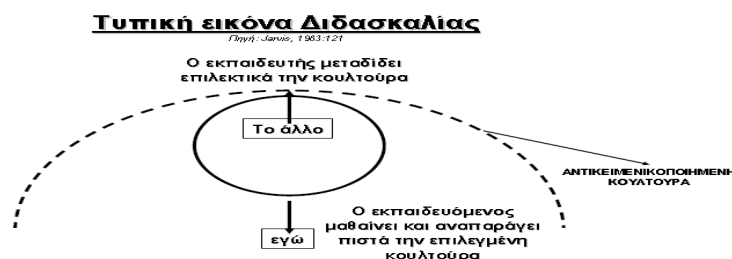 Τυπική εικόνα Διδασκαλίας
Πηγή: Jarvis, 1983:121
Ο εκπαιδευτής μεταδίδει
επιλεκτικά την κουλτούρα
Το άλλο
ΑΝΤΙΚΕΙΜΕΝΙΚΟΠΟΙΗΜΕΝΗ
ΚΟΥΛΤΟΥΡΑ
εγώ
Ο εκπαιδευόμενος
μαθαίνει και αναπαράγει
πιστά την επιλεγμένη
κουλτούρα